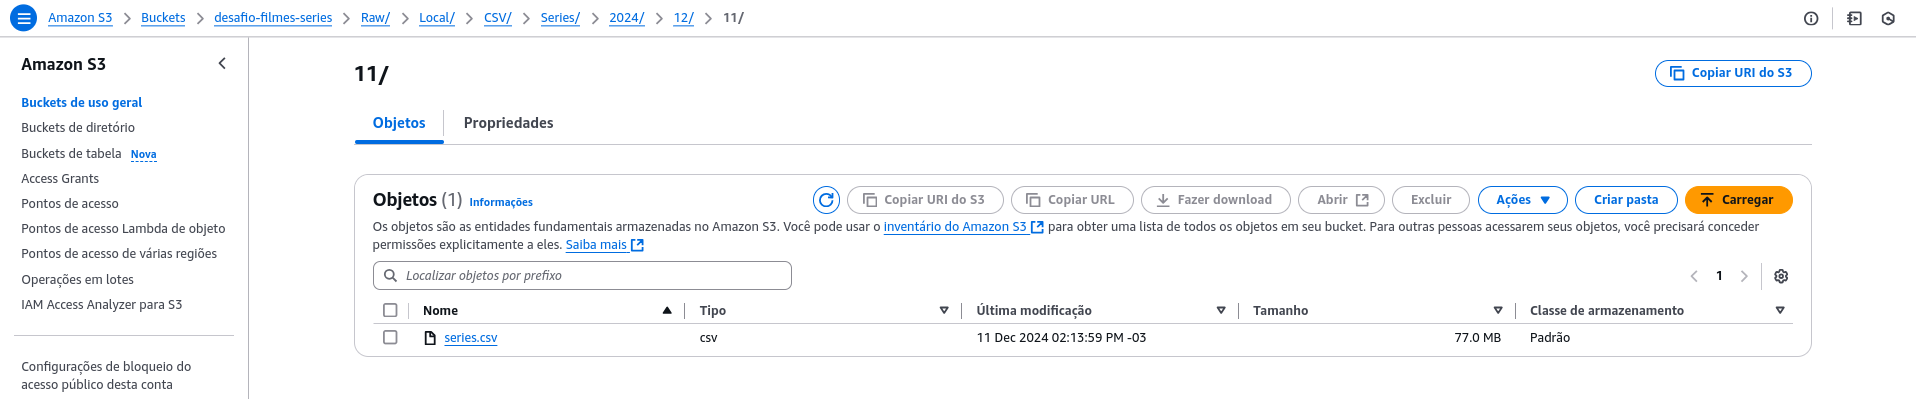 Amazon S3 > Buckets > desafio-filmes-series > Raw/ > Local/ > CSV/ > Series/ > 2024/ > 12/ > 11/
Amazon S3
Buckets de uso geral
Buckets de diretório
Buckets de tabela Nova
Access Grants
Pontos de acesso
Pontos de acesso Lambda de objeto
Pontos de acesso de várias regiões
Operações em lotes
IAM Access Analyzer para S3
Configurações de bloqueio do
acesso público desta conta
11/
Copiar URI do S3
Objetos Propriedades
Objetos (1) Informações
Copiar URI do S3 Copiar URL Fazer download Abrir Excluir Ações Criar pasta Carregar
Os objetos são as entidades fundamentais armazenadas no Amazon S3. Você pode usar o inventário do Amazon S3 para obter uma lista de todos os objetos em seu bucket. Para outras pessoas acessarem seus objetos, você precisará conceder
permissões explicitamente a eles. Saiba mais
Localizar objetos por prefixo
1
Nome Tipo Última modificação Tamanho Classe de armazenamento
series.csv csv 11 Dec 2024 02:13:59 PM -03 77.0 MB Padrão